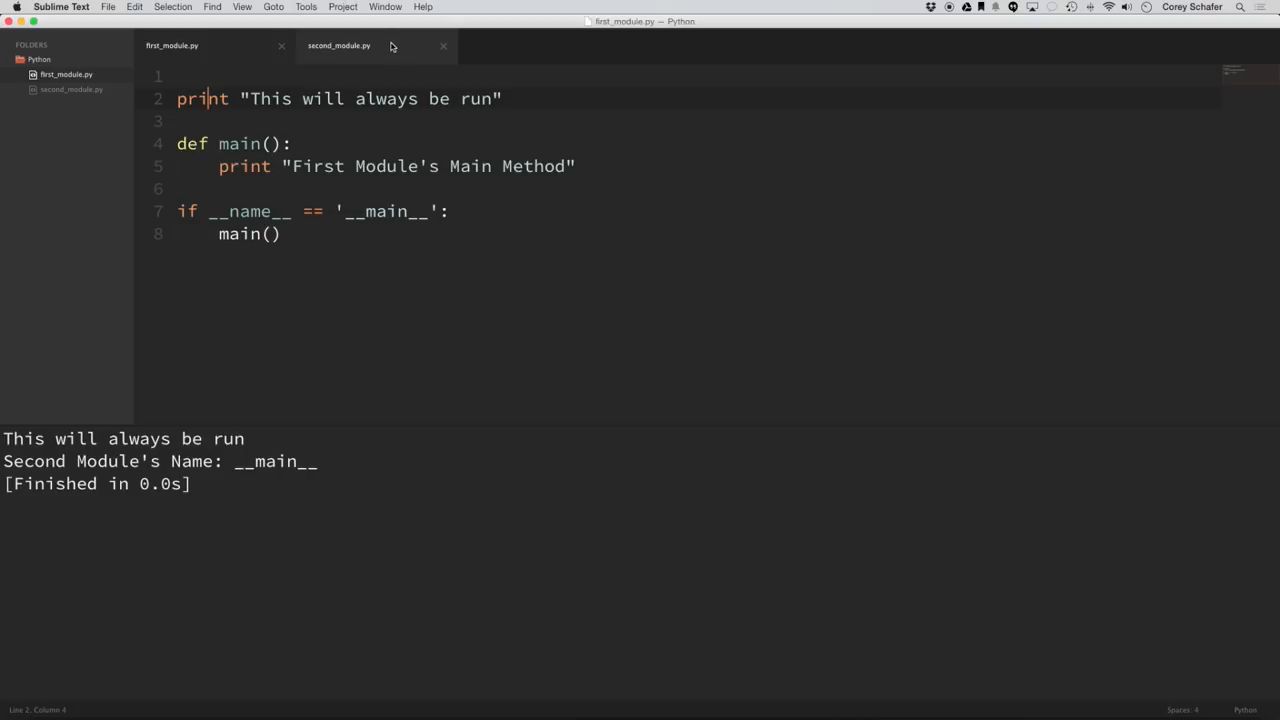 Sublime Text File Edit Selection Find View Goto Tools Project Window Help Corey Schafer
first_module.py — Python
FOLDERS
Python
first_module.py
second_module.py
first_module.py second_module.py
1
2 print "This will always be run"
3
4 def main():
5 print "First Module's Main Method"
6
7 if __name__ == '__main__':
8 main()
This will always be run
Second Module's Name: __main__
[Finished in 0.0s]
Line 2, Column 4 Spaces: 4 Python